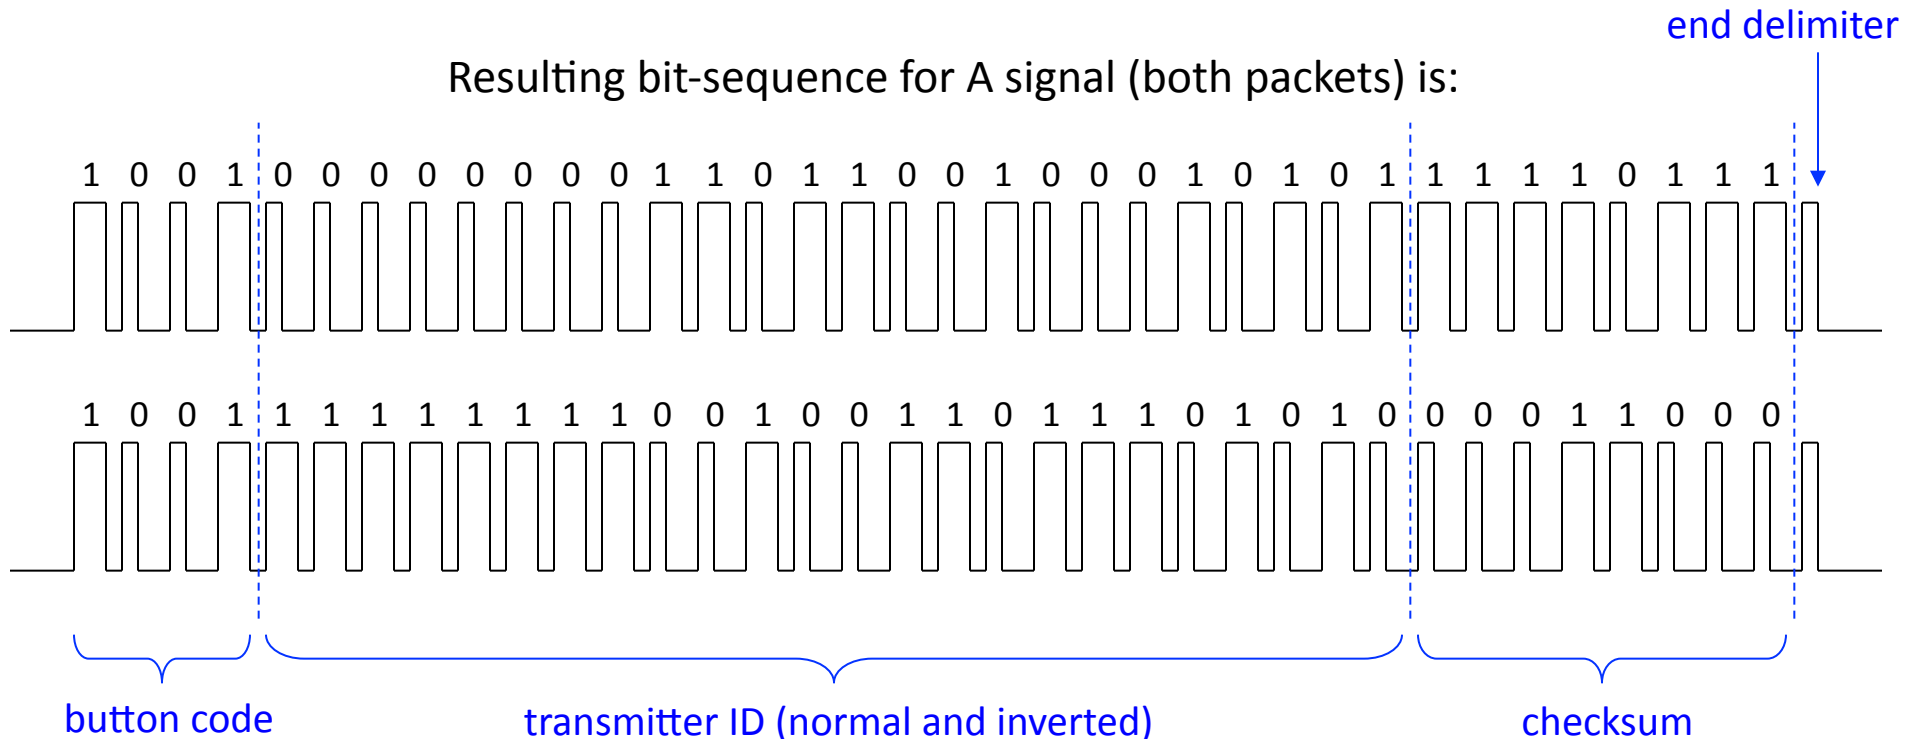 end delimiter
Resulting bit-sequence for A signal (both packets) is:
1 0 0 1 0 0 0 0 0 0 0 0 1 1 0 1 1 0 0 1 0 0 0 1 0 1 0 1 1 1 1 1 0 1 1 1
1 0 0 1 1 1 1 1 1 1 1 1 0 0 1 0 0 1 1 0 1 1 1 0 1 0 1 0 0 0 0 1 1 0 0 0
button code
transmitter ID (normal and inverted)
checksum